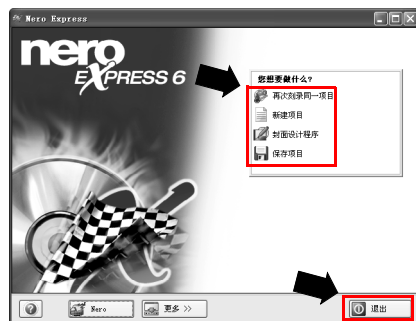 Nero Express
nero
EXPRESS 6
您想要做什么?
再次刻录同一项目
新建项目
封面设计程序
保存项目
Nero
更多 >>
退出